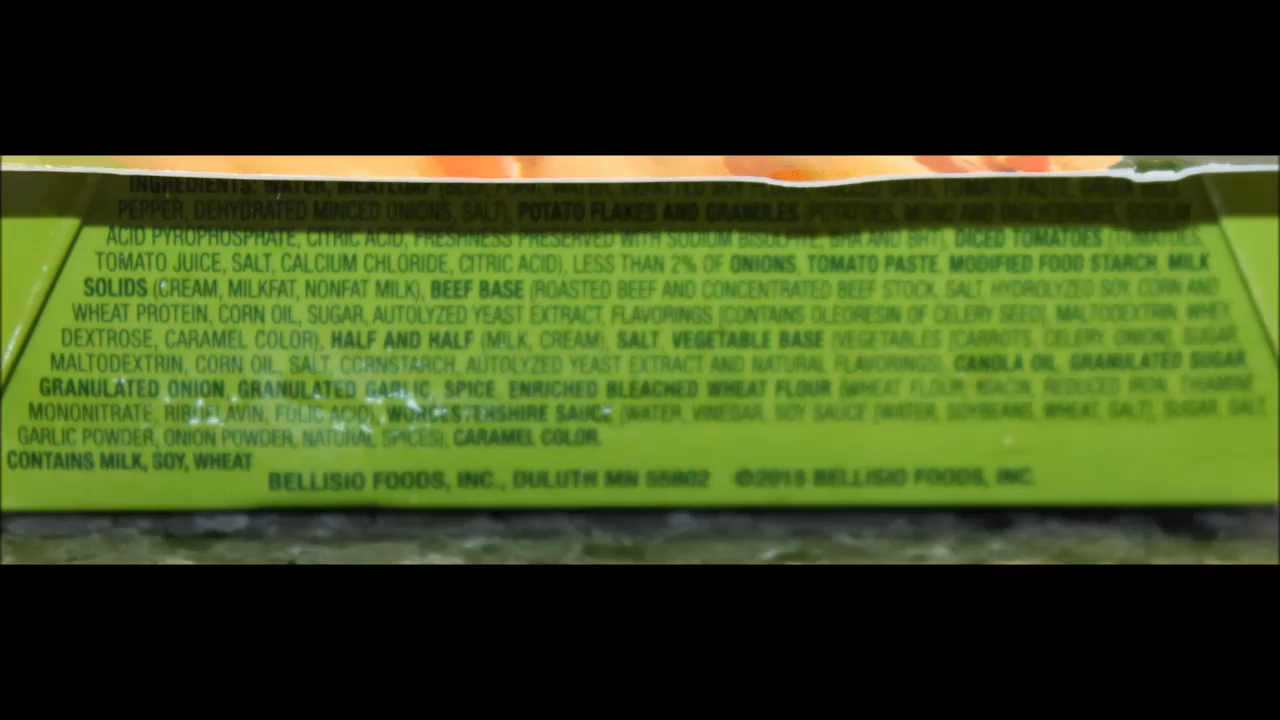 INGREDIENTS: WATER, MEATLOAF (BEEF, WATER, DEFATTED SOY OATS, TOMATO PASTE, GREEN BELL
PEPPER, DEHYDRATED MINCED ONIONS, SALT), POTATO FLAKES AND GRANULES (POTATOES, MONO AND DIGLYCERIDES, SODIUM
ACID PYROPHOSPHATE, CITRIC ACID, FRESHNESS PRESERVED WITH SODIUM BISULFITE, BHA AND BHT), DICED TOMATOES (TOMATOES,
TOMATO JUICE, SALT, CALCIUM CHLORIDE, CITRIC ACID), LESS THAN 2% OF ONIONS, TOMATO PASTE, MODIFIED FOOD STARCH, MILK
SOLIDS (CREAM, MILKFAT, NONFAT MILK), BEEF BASE (ROASTED BEEF AND CONCENTRATED BEEF STOCK, SALT, HYDROLYZED SOY, CORN AND
WHEAT PROTEIN, CORN OIL, SUGAR, AUTOLYZED YEAST EXTRACT, FLAVORINGS [CONTAINS OLEORESIN OF CELERY SEED], MALTODEXTRIN, WHEY,
DEXTROSE, CARAMEL COLOR), HALF AND HALF (MILK, CREAM), SALT, VEGETABLE BASE (VEGETABLES [CARROTS, CELERY, ONION], SUGAR,
MALTODEXTRIN, CORN OIL, SALT, CORNSTARCH, AUTOLYZED YEAST EXTRACT AND NATURAL FLAVORINGS), CANOLA OIL, GRANULATED SUGAR,
GRANULATED ONION, GRANULATED GARLIC, SPICE, ENRICHED BLEACHED WHEAT FLOUR (WHEAT FLOUR, NIACIN, REDUCED IRON, THIAMINE
MONONITRATE, RIBOFLAVIN, FOLIC ACID), WORCESTERSHIRE SAUCE (WATER, VINEGAR, SOY SAUCE [WATER, SOYBEANS, WHEAT, SALT], SUGAR, SALT,
GARLIC POWDER, ONION POWDER, NATURAL SPICES), CARAMEL COLOR.
CONTAINS MILK, SOY, WHEAT
BELLISIO FOODS, INC., DULUTH MN 55802 ©2015 BELLISIO FOODS, INC.